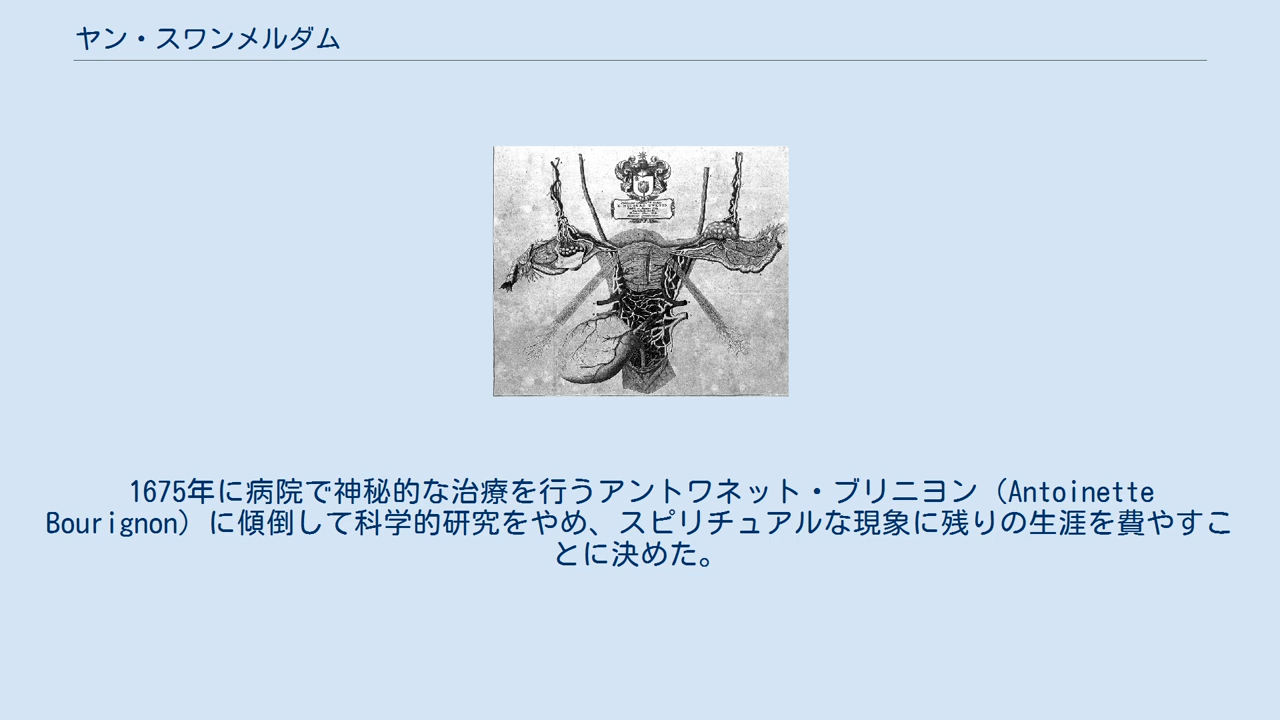 ヤン・スワンメルダム
1675年に病院で神秘的な治療を行うアントワネット・ブリニヨン（Antoinette
Bourignon）に傾倒して科学的研究をやめ、スピリチュアルな現象に残りの生涯を費やすこ
とに決めた。